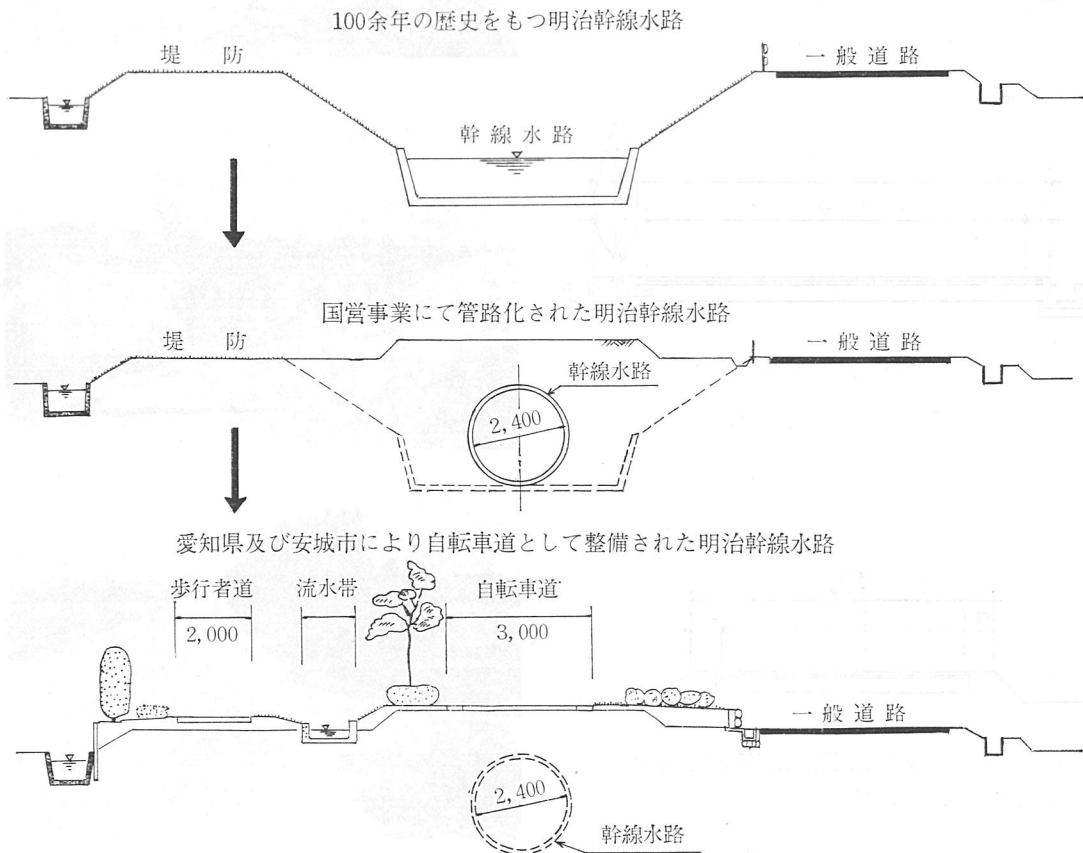 100余年の歴史をもつ明治幹線水路
堤 防
一般道路
幹線水路
国営事業にて管路化された明治幹線水路
堤 防
一般道路
幹線水路
2,400
愛知県及び安城市により自転車道として整備された明治幹線水路
歩行者道 流水帯 自転車道
2,000 3,000
一般道路
2,400
幹線水路